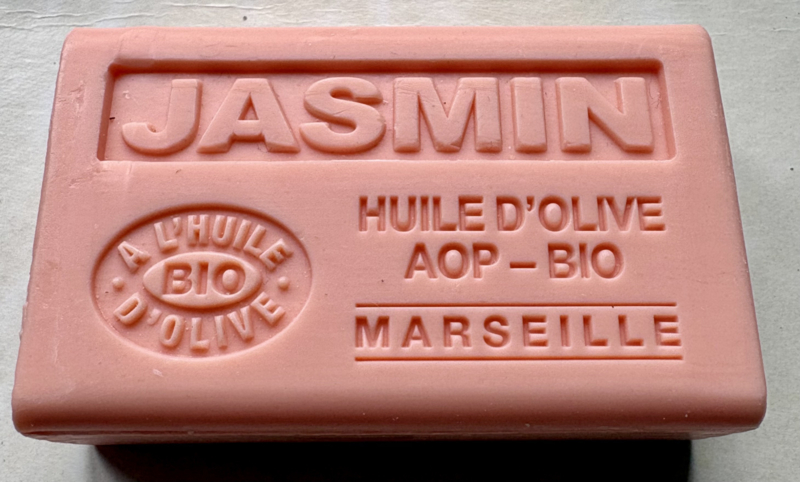 JASMIN
A L'HUILE
BIO
D'OLIVE
HUILE D'OLIVE
AOP – BIO
MARSEILLE